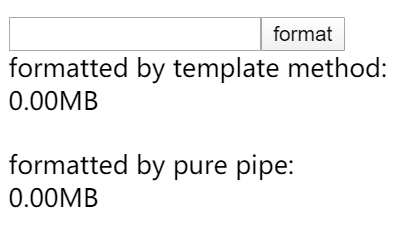 format
formatted by template method:
0.00MB
formatted by pure pipe:
0.00MB